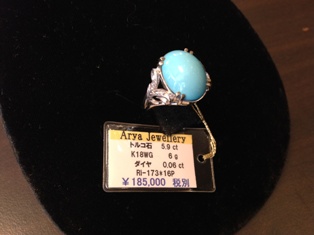 Arya Jewellery
トルコ石 5.9 ct
K18WG 6 g
ダイヤ 0.06 ct
RI-173*16P
￥185,000 税別